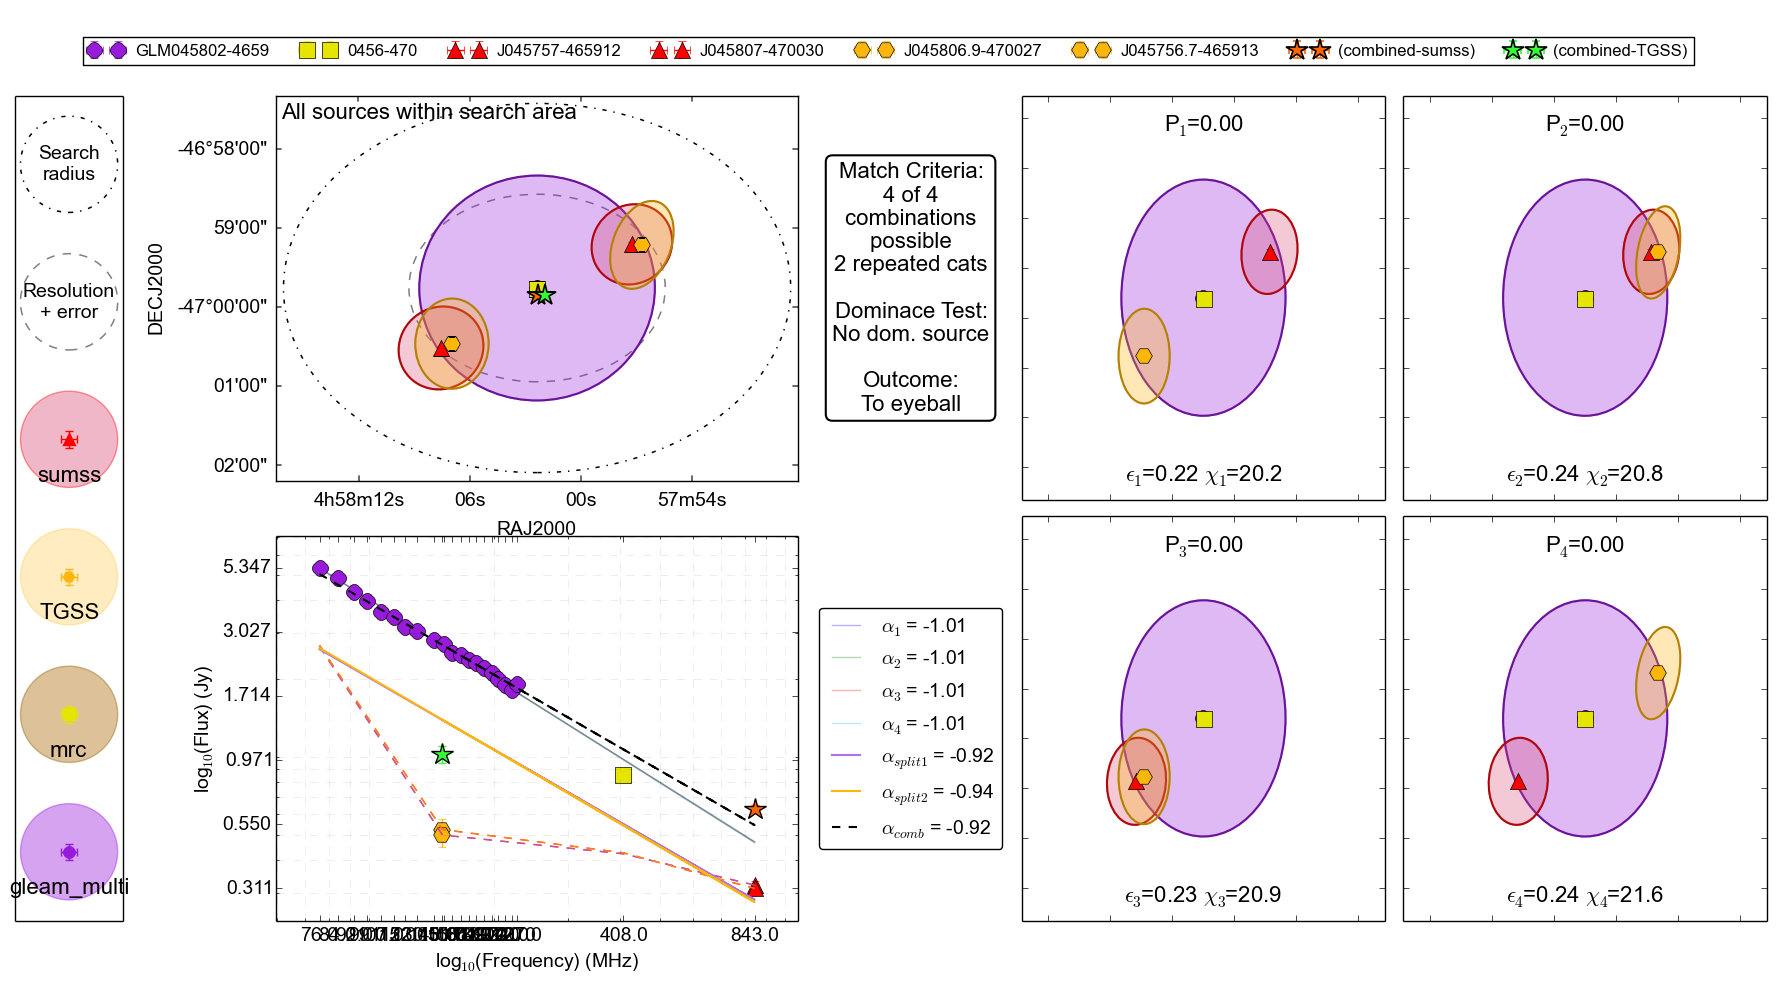 GLM045802-4659 0456-470 J045757-465912 J045807-470030 J045806.9-470027 J045756.7-465913 (combined-sumss) (combined-TGSS)
Search
radius
Resolution
+ error
sumss
TGSS
mrc
gleam_multi
All sources within search area
DECJ2000
-46°58'00"
59'00"
-47°00'00"
01'00"
02'00"
4h58m12s 06s 00s 57m54s
RAJ2000
Match Criteria:
4 of 4
combinations
possible
2 repeated cats
Dominace Test:
No dom. source
Outcome:
To eyeball
P1=0.00
ϵ1=0.22 χ1=20.2
P2=0.00
ϵ2=0.24 χ2=20.8
P3=0.00
ϵ3=0.23 χ3=20.9
P4=0.00
ϵ4=0.24 χ4=21.6
log10(Flux) (Jy)
5.347
3.027
1.714
0.971
0.550
0.311
408.0 843.0
log10(Frequency) (MHz)
α1 = -1.01
α2 = -1.01
α3 = -1.01
α4 = -1.01
αsplit1 = -0.92
αsplit2 = -0.94
αcomb = -0.92